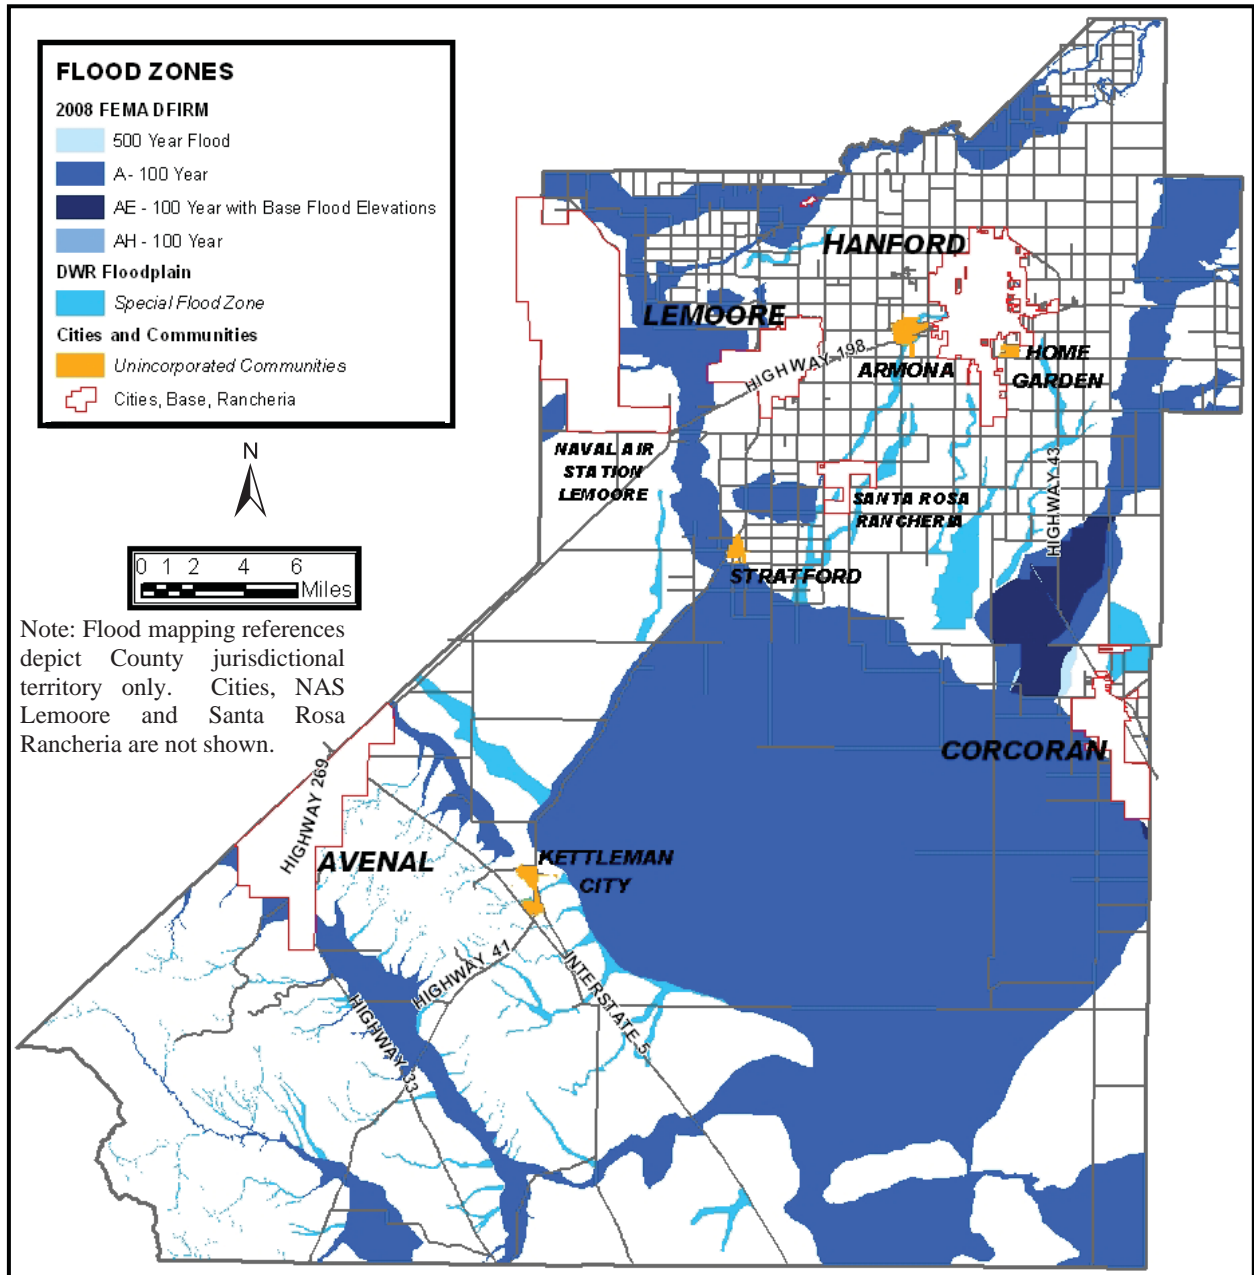 FLOOD ZONES
2008 FEMA DFIRM
500 Year Flood
A- 100 Year
AE - 100 Year with Base Flood Elevations
AH - 100 Year
DWR Floodplain
Special Flood Zone
Cities and Communities
Unincorporated Communities
Cities, Base, Rancheria
N
0 1 2 4 6
Miles
Note: Flood mapping references
depict County jurisdictional
territory only. Cities, NAS
Lemoore and Santa Rosa
Rancheria are not shown.
HANFORD
LEMOORE
HIGHWAY 198
ARMONA
HOME
GARDEN
NAVAL AIR
STATION
LEMOORE
SANTA ROSA
RANCHERIA
HIGHWAY 43
STRATFORD
CORCORAN
HIGHWAY 269
AVENAL
KETTLEMAN
CITY
HIGHWAY 41
INTERSTATE 5
HIGHWAY 33